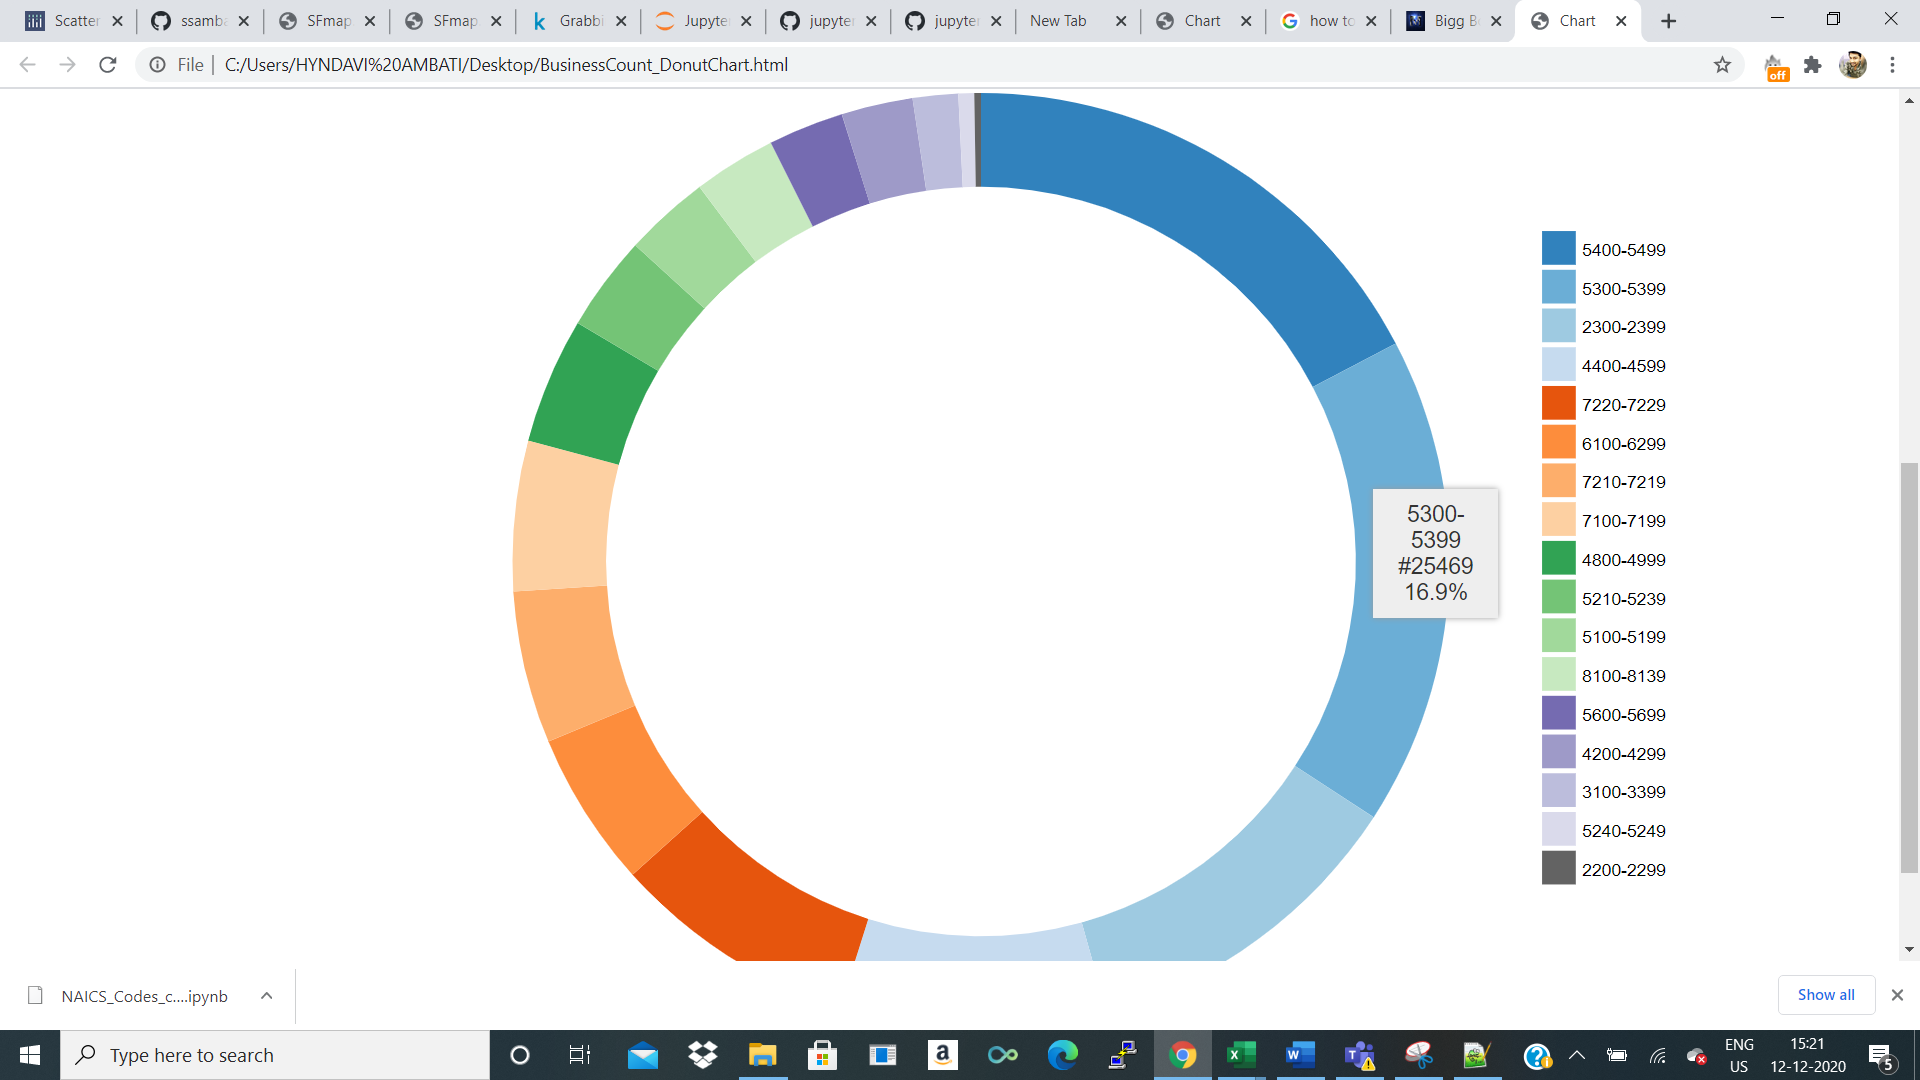 Scatter
ssamba
SFmap
SFmap
Grabbi
Jupyte
jupyte
jupyte
New Tab
Chart
how to
Bigg B
Chart
File | C:/Users/HYNDAVI%20AMBATI/Desktop/BusinessCount_DonutChart.html
off
5400-5499
5300-5399
2300-2399
4400-4599
7220-7229
6100-6299
7210-7219
7100-7199
4800-4999
5210-5239
5100-5199
8100-8139
5600-5699
4200-4299
3100-3399
5240-5249
2200-2299
5300-
5399
#25469
16.9%
NAICS_Codes_c....ipynb
Show all
Type here to search
ENG
US
15:21
12-12-2020
5